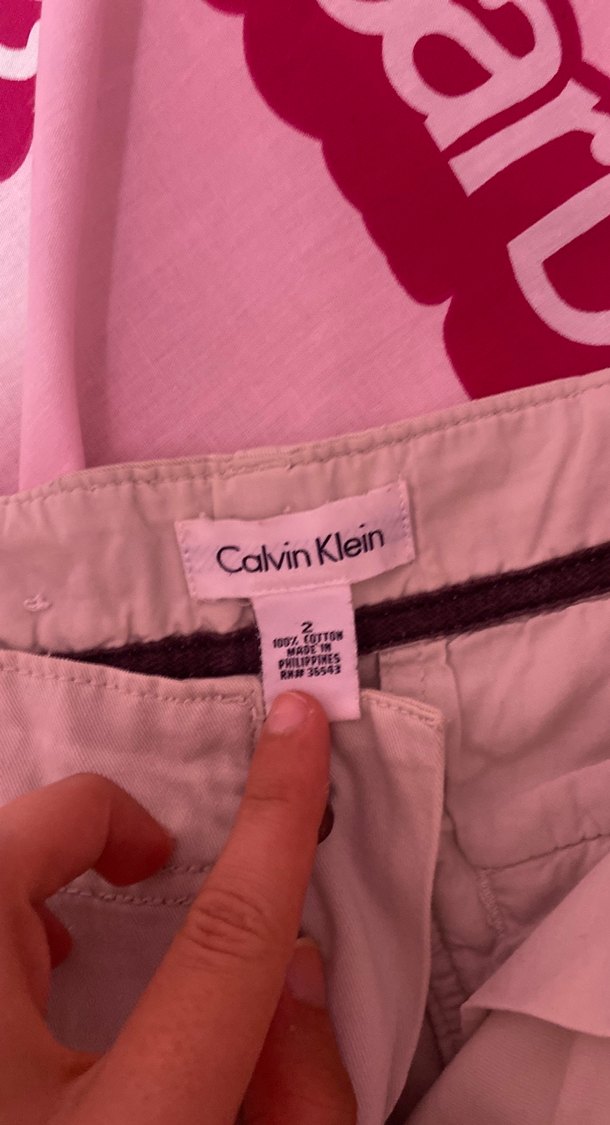 Calvin Klein
2
100% COTTON
MADE IN
PHILIPPINES
RN# 36543